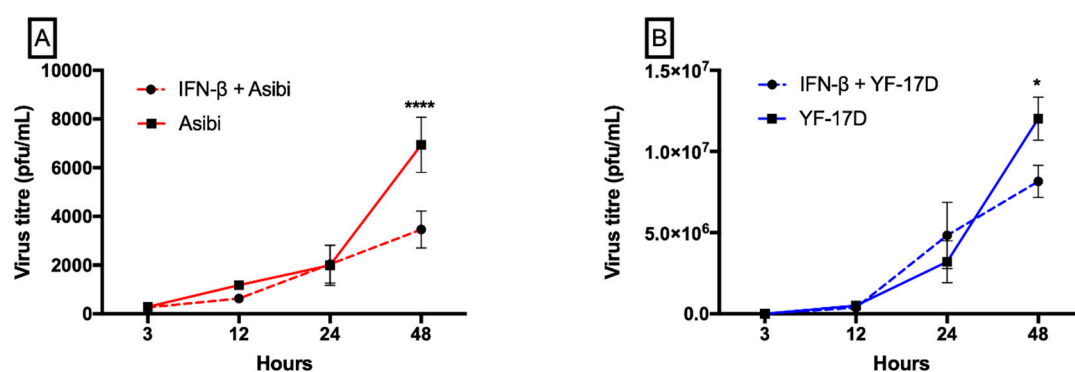 A
10000
8000
6000
4000
2000
0
Virus titre (pfu/mL)
IFN-β + Asibi
Asibi
****
3 12 24 48
Hours
B
1.5×10⁷
1.0×10⁷
5.0×10⁶
0.0
Virus titre (pfu/mL)
IFN-β + YF-17D
YF-17D
*
3 12 24 48
Hours